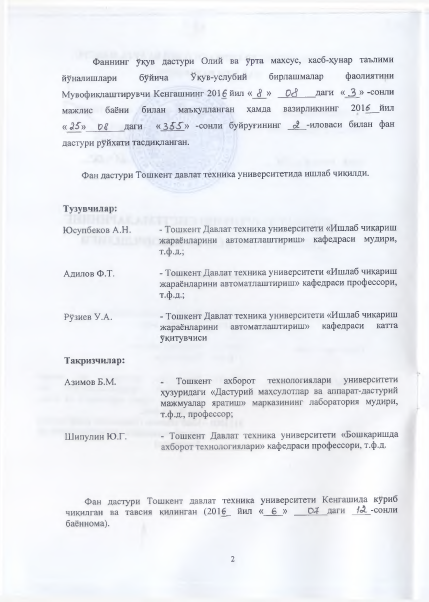 Фаннинг ўқув дастури Олий ва ўрта махсус, касб-ҳунар таълими
йўналишлари бўйича Ўқув-услубий бирлашмалар фаолиятини
Мувофиқлаштирувчи Кенгашнинг 2016 йил « 8 » 08 даги « 3 » -сонли
мажлис баёни билан маъқулланган ҳамда вазирликнинг 2016 йил
«25» 08 даги «355» -сонли буйруғининг 2 -иловаси билан фан
дастури рўйхати тасдиқланган.
Фан дастури Тошкент давлат техника университетида ишлаб чиқилди.
Тузувчилар:
Юсупбеков А.Н. - Тошкент Давлат техника университети «Ишлаб чиқариш
жараёнларини автоматлаштириш» кафедраси мудири,
т.ф.д.;
Адилов Ф.Т. - Тошкент Давлат техника университети «Ишлаб чиқариш
жараёнларини автоматлаштириш» кафедраси профессори,
т.ф.д.;
Рўзиев У.А. - Тошкент Давлат техника университети «Ишлаб чиқариш
жараёнларини автоматлаштириш» кафедраси катта
ўқитувчиси
Тақризчилар:
Азимов Б.М. - Тошкент ахборот технологиялари университети
ҳузуридаги «Дастурий маҳсулотлар ва аппарат-дастурий
мажмуалар яратиш» марказининг лаборатория мудири,
т.ф.д., профессор;
Шипулин Ю.Г. - Тошкент Давлат техника университети «Бошқаришда
ахборот технологиялари» кафедраси профессори, т.ф.д.
Фан дастури Тошкент давлат техника университети Кенгашида кўриб
чиқилган ва тавсия қилинган (2016 йил « 6 » 07 даги 12 -сонли
баённома).
2